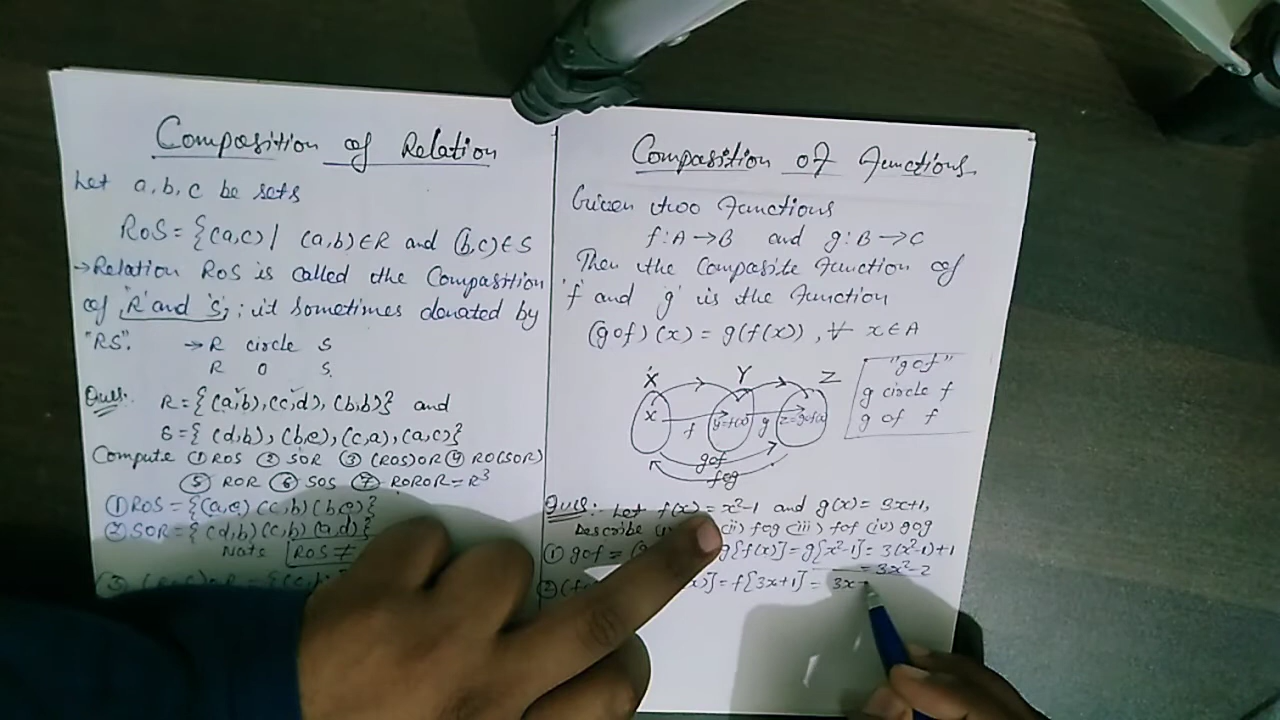 Composition of Relation
Let a, b, c be sets
RoS = {(a,c) / (a,b)∈R and (b,c)∈S
→Relation RoS is called the Composition
of 'R' and 'S'; it sometimes donated by
"RS". →R circle S
R O S
Ques: R = {(a,b),(c,d),(b,b)} and
S = {(d,b),(b,e),(c,a),(a,c)}
Compute ① ROS ② SOR ③ (ROS)OR ④ RO(SOR)
⑤ ROR ⑥ SOS ⑦ ROROR = R³
① ROS = {(a,e)(c,b)(b,e)}
② SOR = {(d,b)(c,b)(a,d)}
Note ROS ≠
Composition of Functions
Given two Functions
f:A→B and g:B→C
Then the Composite Function of
'f' and 'g' is the Function
(gof)(x) = g(f(x)), ∀ x∈A
X Y Z
x f y=f(x) g
gof
fog
"gof"
g circle f
g of f
Ques: Let f(x) = x²-1 and g(x) = 3x+1,
Describe (ii) fog (iii) fof (iv) gog
① gof = g[f(x)] = g[x²-1] = 3(x²-1)+1
= 3x²-2
② = f[3x+1] = 3x